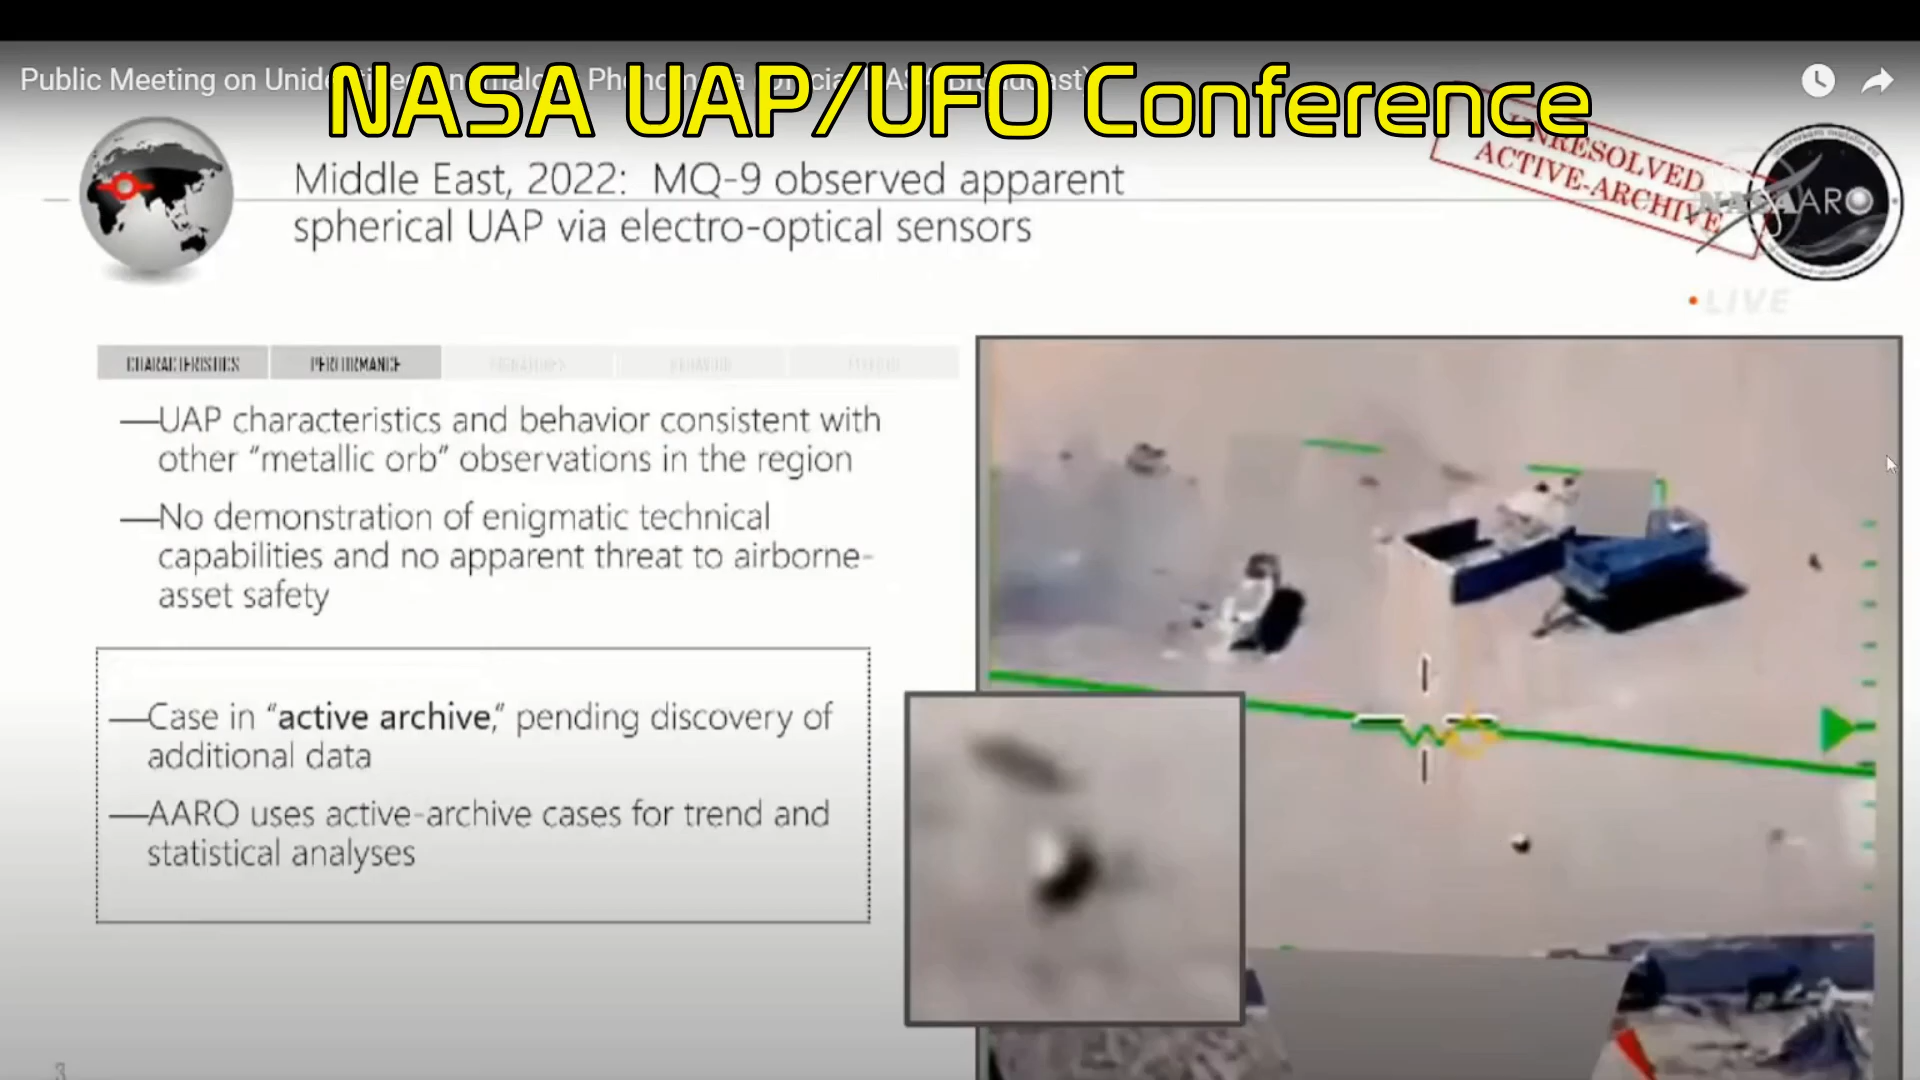 NASA UAP/UFO Conference
Public Meeting on
Middle East, 2022: MQ-9 observed apparent
spherical UAP via electro-optical sensors
UNRESOLVED
ACTIVE-ARCHIVE
NASA
AARO
LIVE
CHARACTERISTICS PERFORMANCE
—UAP characteristics and behavior consistent with
other “metallic orb” observations in the region
—No demonstration of enigmatic technical
capabilities and no apparent threat to airborne-
asset safety
—Case in “active archive,” pending discovery of
additional data
—AARO uses active-archive cases for trend and
statistical analyses
3